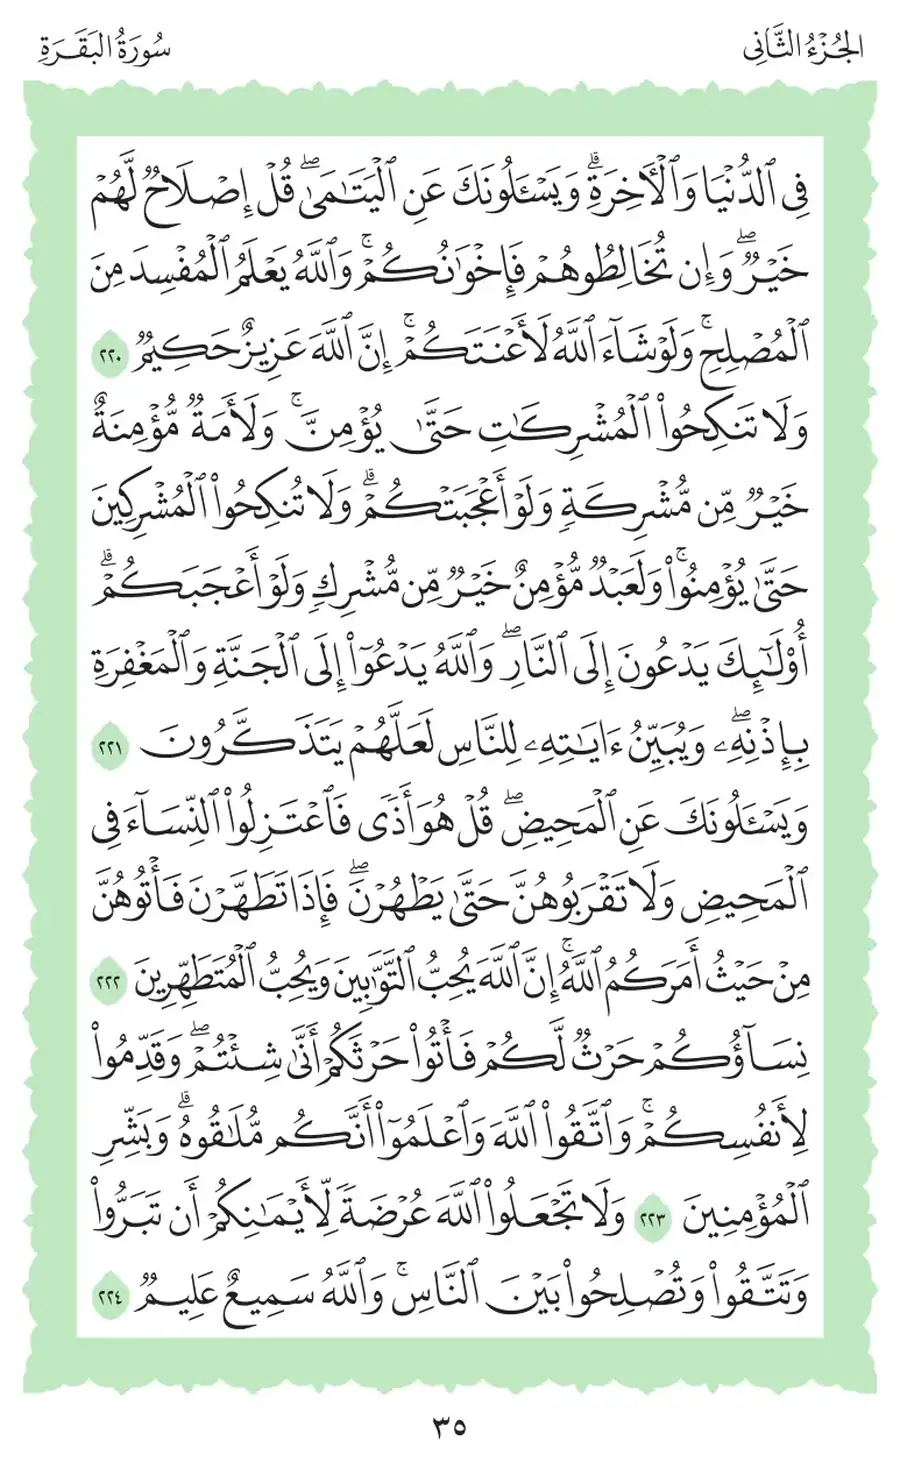 الجُزْءُ الثَّانِي
سُورَةُ البَقَرَةِ
فِي ٱلدُّنۡيَا وَٱلۡأٓخِرَةِۗ وَيَسۡـَٔلُونَكَ عَنِ ٱلۡيَتَٰمَىٰۖ قُلۡ إِصۡلَاحٞ لَّهُمۡ
خَيۡرٞۖ وَإِن تُخَالِطُوهُمۡ فَإِخۡوَٰنُكُمۡۚ وَٱللَّهُ يَعۡلَمُ ٱلۡمُفۡسِدَ مِنَ
ٱلۡمُصۡلِحِۚ وَلَوۡ شَآءَ ٱللَّهُ لَأَعۡنَتَكُمۡۚ إِنَّ ٱللَّهَ عَزِيزٌ حَكِيمٞ ٢٢٠
وَلَا تَنكِحُواْ ٱلۡمُشۡرِكَٰتِ حَتَّىٰ يُؤۡمِنَّۚ وَلَأَمَةٞ مُّؤۡمِنَةٌ
خَيۡرٞ مِّن مُّشۡرِكَةٖ وَلَوۡ أَعۡجَبَتۡكُمۡۗ وَلَا تُنكِحُواْ ٱلۡمُشۡرِكِينَ
حَتَّىٰ يُؤۡمِنُواْۚ وَلَعَبۡدٞ مُّؤۡمِنٌ خَيۡرٞ مِّن مُّشۡرِكٖ وَلَوۡ أَعۡجَبَكُمۡۗ
أُوْلَٰٓئِكَ يَدۡعُونَ إِلَى ٱلنَّارِۖ وَٱللَّهُ يَدۡعُوٓاْ إِلَى ٱلۡجَنَّةِ وَٱلۡمَغۡفِرَةِ
بِإِذۡنِهِۦۖ وَيُبَيِّنُ ءَايَٰتِهِۦ لِلنَّاسِ لَعَلَّهُمۡ يَتَذَكَّرُونَ ٢٢١
وَيَسۡـَٔلُونَكَ عَنِ ٱلۡمَحِيضِۖ قُلۡ هُوَ أَذٗى فَٱعۡتَزِلُواْ ٱلنِّسَآءَ فِي
ٱلۡمَحِيضِ وَلَا تَقۡرَبُوهُنَّ حَتَّىٰ يَطۡهُرۡنَۖ فَإِذَا تَطَهَّرۡنَ فَأۡتُوهُنَّ
مِنۡ حَيۡثُ أَمَرَكُمُ ٱللَّهُۚ إِنَّ ٱللَّهَ يُحِبُّ ٱلتَّوَّٰبِينَ وَيُحِبُّ ٱلۡمُتَطَهِّرِينَ ٢٢٢
نِسَآؤُكُمۡ حَرۡثٞ لَّكُمۡ فَأۡتُواْ حَرۡثَكُمۡ أَنَّىٰ شِئۡتُمۡۖ وَقَدِّمُواْ
لِأَنفُسِكُمۡۚ وَٱتَّقُواْ ٱللَّهَ وَٱعۡلَمُوٓاْ أَنَّكُم مُّلَٰقُوهُۗ وَبَشِّرِ
ٱلۡمُؤۡمِنِينَ ٢٢٣ وَلَا تَجۡعَلُواْ ٱللَّهَ عُرۡضَةٗ لِّأَيۡمَٰنِكُمۡ أَن تَبَرُّواْ
وَتَتَّقُواْ وَتُصۡلِحُواْ بَيۡنَ ٱلنَّاسِۚ وَٱللَّهُ سَمِيعٌ عَلِيمٞ ٢٢٤
٣٥